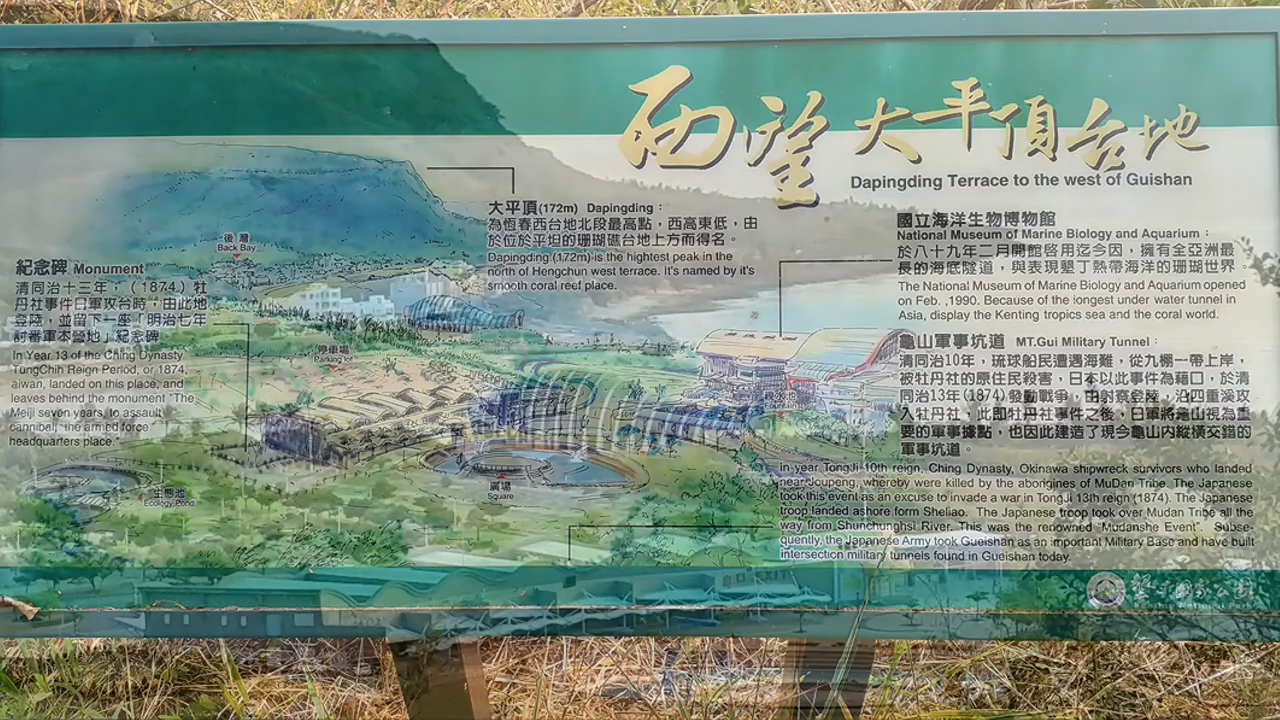 西望大平頂台地
Dapingding Terrace to the west of Guishan
大平頂(172m) Dapingding：
為恆春西台地北段最高點，西高東低，由
於位於平坦的珊瑚礁台地上方而得名。
Dapingding (172m) is the hightest peak in the
north of Hengchun west terrace. It's named by it's
smooth coral reef place.
國立海洋生物博物館
National Museum of Marine Biology and Aquarium：
於八十九年二月開館啓用迄今因，擁有全亞洲最
長的海底隧道，與表現墾丁熱帶海洋的珊瑚世界。
The National Museum of Marine Biology and Aquarium opened
on Feb. ,1990. Because of the longest under water tunnel in
Asia, display the Kenting tropics sea and the coral world.
後灣
Back Bay
紀念碑 Monument
清同治十三年，(1874) 牡
丹社事件日軍攻台時，由此地
登陸，並留下一座「明治七年
討番軍本營地」紀念碑
In Year 13 of the Ching Dynasty
TungChih Reign Period, or 1874,
aiwan, landed on this place, and
leaves behind the monument "The
Meiji seven years, to assault
cannibal, the armed force
headquarters place."
停車場
Parking lot
龜山軍事坑道 MT.Gui Military Tunnel：
清同治10年，琉球船民遭遇海難，從九棚一帶上岸，
被牡丹社的原住民殺害，日本以此事件為藉口，於清
同治13年(1874)發動戰爭，由射寮登陸，沿四重溪攻
入牡丹社，此即牡丹社事件之後，日軍將龜山視為重
要的軍事據點，也因此建造了現今龜山內縱橫交錯的
軍事坑道。
In year TongJi 10th reign, Ching Dynasty, Okinawa shipwreck survivors who landed
near Joupeng, whereby were killed by the aborigines of MuDan Tribe. The Japanese
took this event is an excuse to invade a war in TongJi 13th reign (1874). The Japanese
troop landed ashore form Sheliao. The Japanese troop took over Mudan Tribe all the
way from Shunchunghsi River. This was the renowned "Mudanshe Event". Subse-
quently, the Japanese Army took Gueishan as an important Military Base and have built
intersection military tunnels found in Gueishan today.
親水池
廣場
Square
生態池
Ecology Pond
墾丁國家公園
National